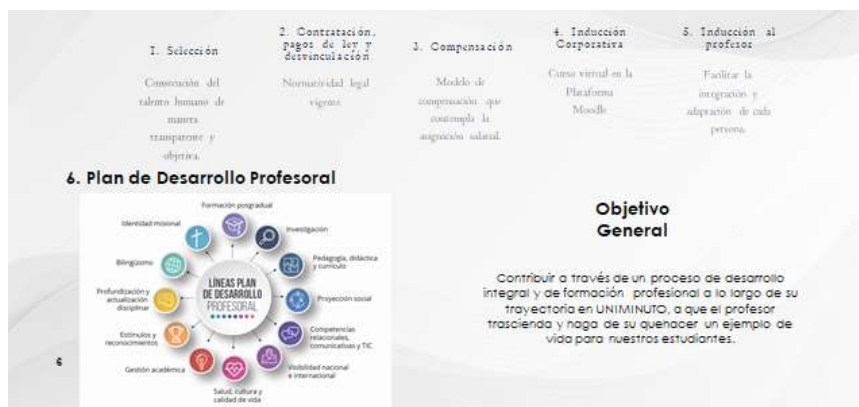 1. Selección
Consecución del
talento humano de
manera
transparente y
objetiva.
2. Contratación,
pagos de ley y
desvinculación
Normatividad legal
vigente
3. Compensación
Modelo de
compensación que
contempla la
asignación salarial.
4. Inducción
Corporativa
Curso virtual en la
Plataforma
Moodle
5. Inducción al
profesor
Facilitar la
integración y
adaptación de cada
persona.
6. Plan de Desarrollo Profesoral
Formación posgradual
Investigación
Pedagogía, didáctica
y currículo
Proyección social
Competencias
relacionales,
comunicativas y TIC
Visibilidad nacional
e internacional
Salud, cultura y
calidad de vida
Gestión académica
Estímulos y
reconocimientos
Profundización y
actualización
disciplinar
Bilingüismo
Identidad misional
LÍNEAS PLAN
DE DESARROLLO
PROFESORAL
Objetivo
General
Contribuir a través de un proceso de desarrollo
integral y de formación profesional a lo largo de su
trayectoria en UNIMINUTO, a que el profesor
trascienda y haga de su quehacer un ejemplo de
vida para nuestros estudiantes.
6